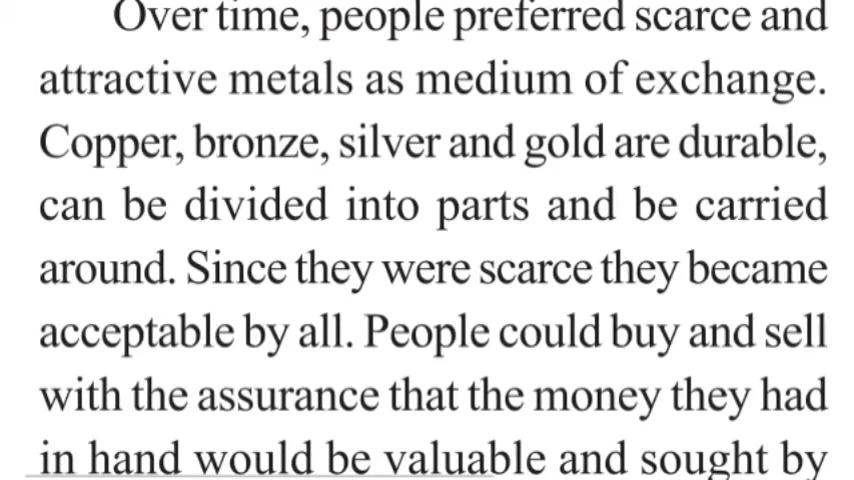 Over time, people preferred scarce and
attractive metals as medium of exchange.
Copper, bronze, silver and gold are durable,
can be divided into parts and be carried
around. Since they were scarce they became
acceptable by all. People could buy and sell
with the assurance that the money they had
in hand would be valuable and sought by